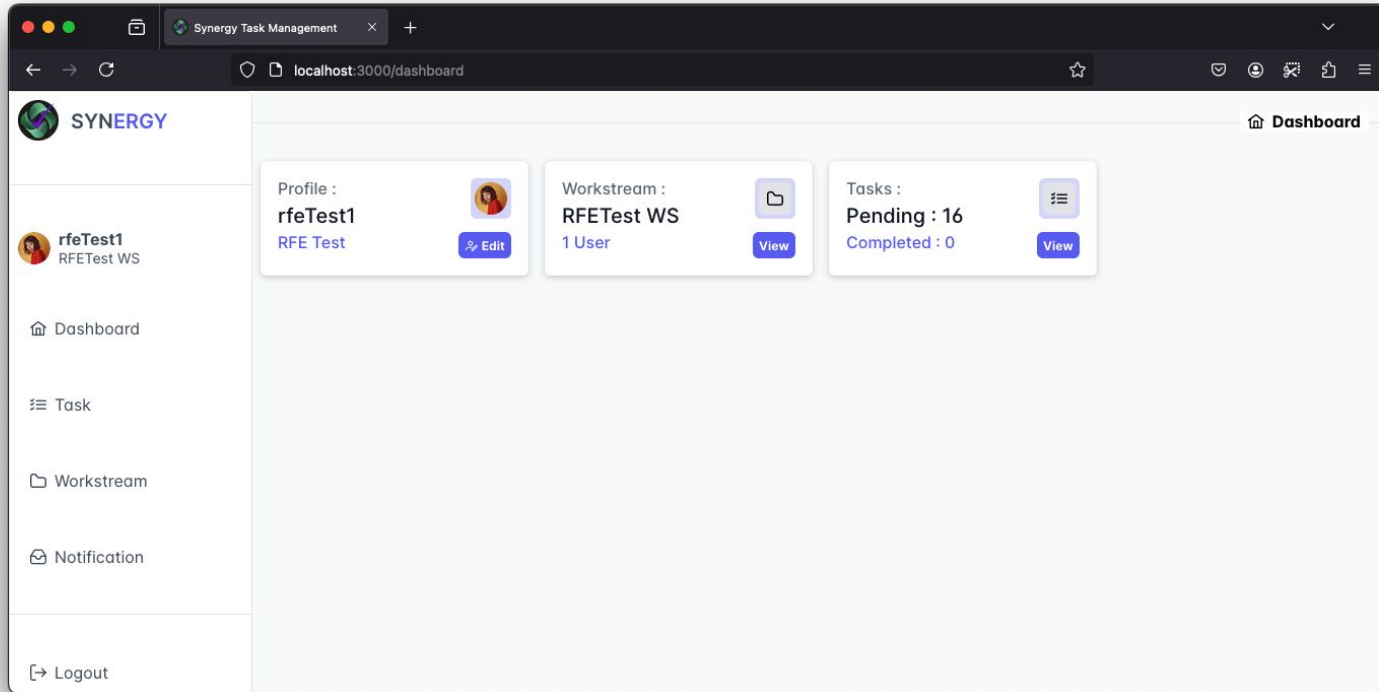 Synergy Task Management
localhost:3000/dashboard
SYNERGY
Dashboard
rfeTest1
RFETest WS
Dashboard
Task
Workstream
Notification
Logout
Profile :
rfeTest1
RFE Test
Edit
Workstream :
RFETest WS
1 User
View
Tasks :
Pending : 16
Completed : 0
View